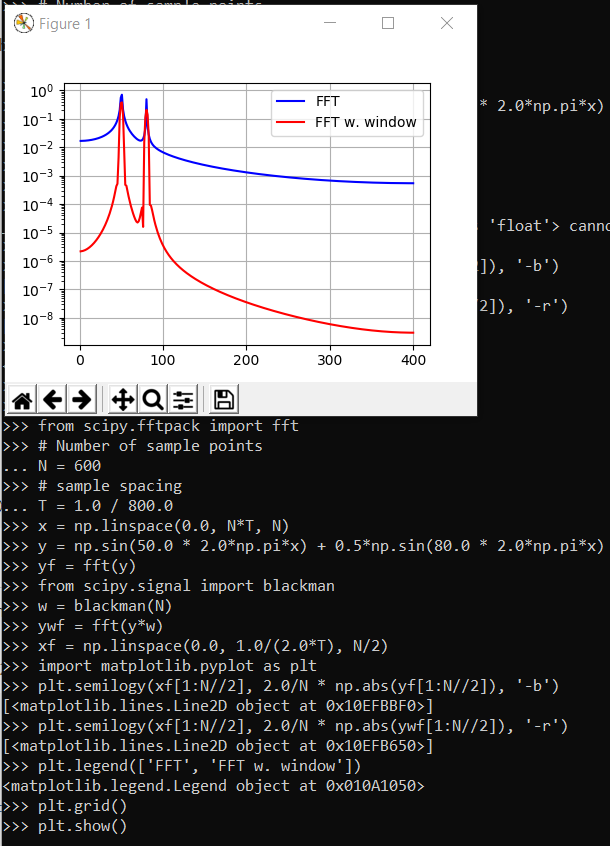 >>> # Number of sample points
Figure 1
* 2.0*np.pi*x)
'float'> canno
2]), '-b')
/2]), '-r')
10⁰
10⁻¹
10⁻²
10⁻³
10⁻⁴
10⁻⁵
10⁻⁶
10⁻⁷
10⁻⁸
FFT
FFT w. window
0
100
200
300
400
>>> from scipy.fftpack import fft
>>> # Number of sample points
... N = 600
>>> # sample spacing
... T = 1.0 / 800.0
>>> x = np.linspace(0.0, N*T, N)
>>> y = np.sin(50.0 * 2.0*np.pi*x) + 0.5*np.sin(80.0 * 2.0*np.pi*x)
>>> yf = fft(y)
>>> from scipy.signal import blackman
>>> w = blackman(N)
>>> ywf = fft(y*w)
>>> xf = np.linspace(0.0, 1.0/(2.0*T), N/2)
>>> import matplotlib.pyplot as plt
>>> plt.semilogy(xf[1:N//2], 2.0/N * np.abs(yf[1:N//2]), '-b')
[<matplotlib.lines.Line2D object at 0x10EFBBF0>]
>>> plt.semilogy(xf[1:N//2], 2.0/N * np.abs(ywf[1:N//2]), '-r')
[<matplotlib.lines.Line2D object at 0x10EFB650>]
>>> plt.legend(['FFT', 'FFT w. window'])
<matplotlib.legend.Legend object at 0x010A1050>
>>> plt.grid()
>>> plt.show()